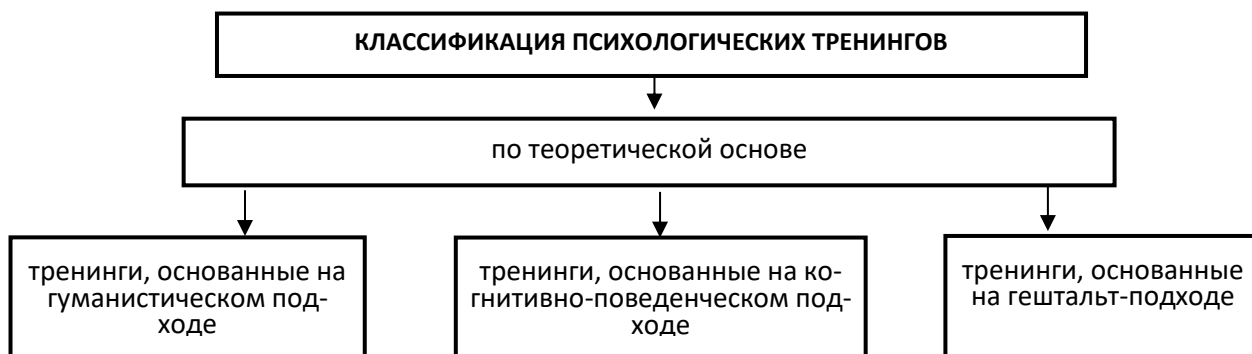 КЛАССИФИКАЦИЯ ПСИХОЛОГИЧЕСКИХ ТРЕНИНГОВ
по теоретической основе
тренинги, основанные на
гуманистическом под-
ходе
тренинги, основанные на ко-
гнитивно-поведенческом под-
ходе
тренинги, основанные
на гештальт-подходе